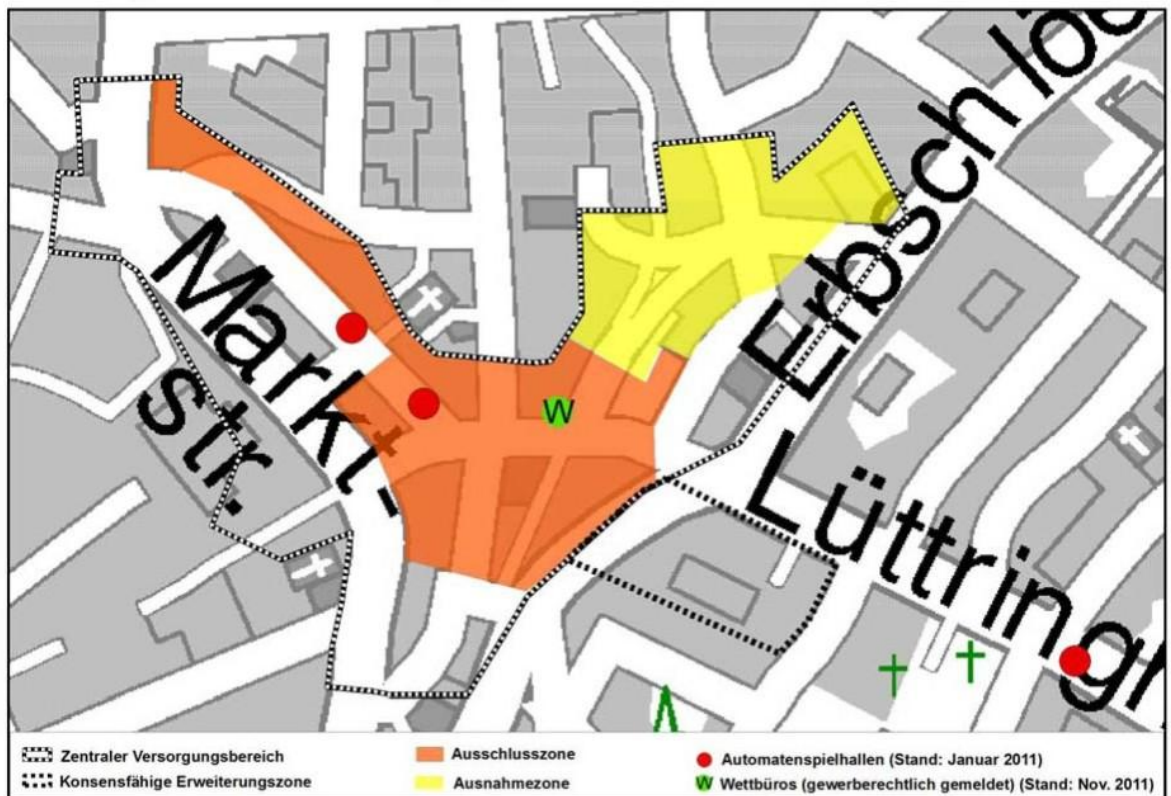 Erbschlö
Markt-
str.
W
Lüttringh
Zentraler Versorgungsbereich
Konsensfähige Erweiterungszone
Ausschlusszone
Ausnahmezone
Automatenspielhallen (Stand: Januar 2011)
W Wettbüros (gewerberechtlich gemeldet) (Stand: Nov. 2011)